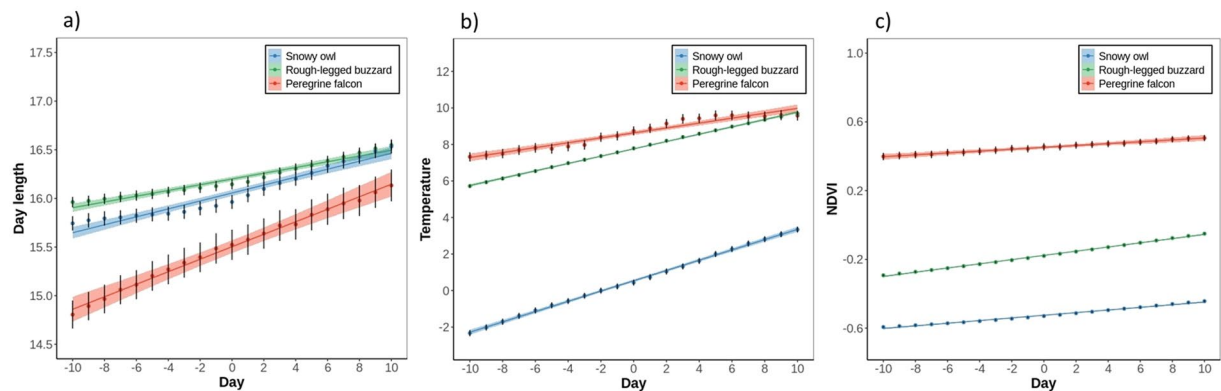 a)
17.5
17.0
16.5
16.0
15.5
15.0
14.5
Day length
Snowy owl
Rough-legged buzzard
Peregrine falcon
-10 -8 -6 -4 -2 0 2 4 6 8 10
Day
b)
12
10
8
6
4
2
0
-2
Temperature
Snowy owl
Rough-legged buzzard
Peregrine falcon
-10 -8 -6 -4 -2 0 2 4 6 8 10
Day
c)
1.0
0.6
0.2
-0.2
-0.6
NDVI
Snowy owl
Rough-legged buzzard
Peregrine falcon
-10 -8 -6 -4 -2 0 2 4 6 8 10
Day